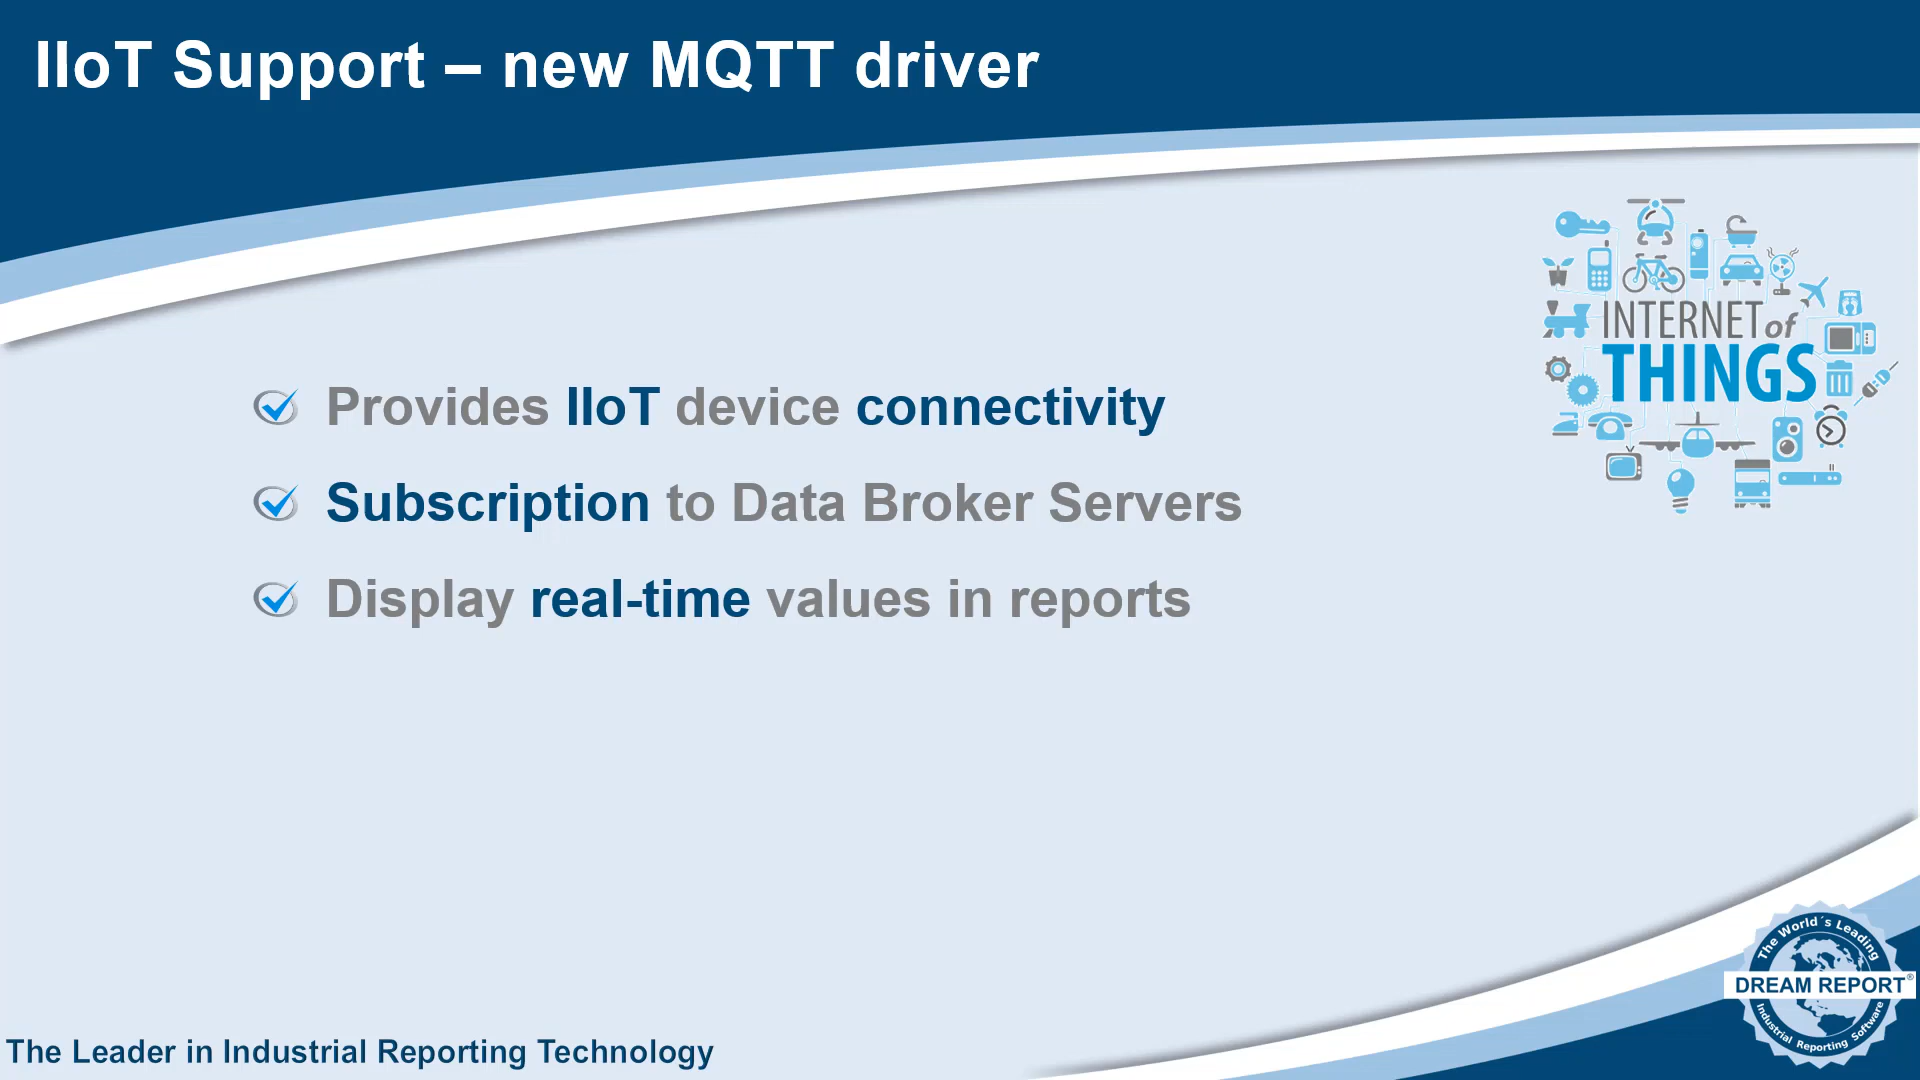 IIoT Support – new MQTT driver
INTERNET of
THINGS
Provides IIoT device connectivity
Subscription to Data Broker Servers
Display real-time values in reports
The World´s Leading
DREAM REPORT®
Industrial Reporting Software
The Leader in Industrial Reporting Technology